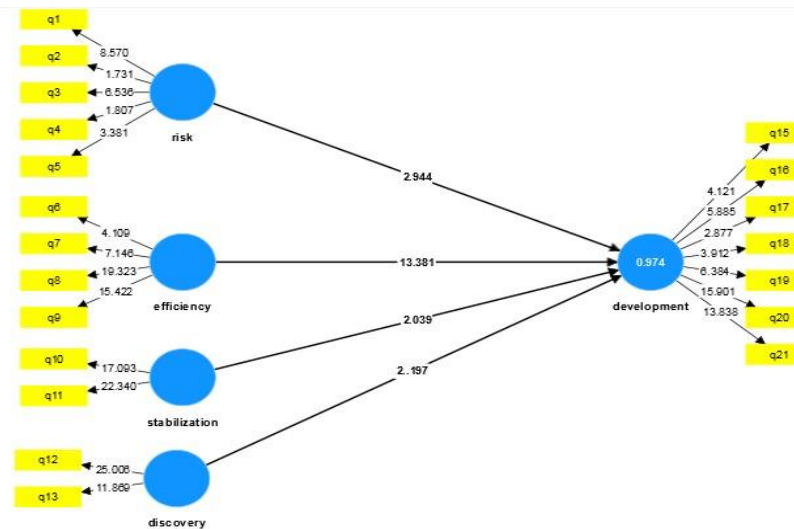 q1
q2
q3
q4
q5
8.570
1.731
6.536
1.807
3.381
risk
2.944
q6
q7
q8
q9
4.109
7.146
19.323
15.422
efficiency
13.381
q10
q11
17.093
22.340
stabilization
2.039
q12
q13
25.006
11.869
discovery
2.197
0.974
development
4.121
5.885
2.877
3.912
6.384
15.901
13.838
q15
q16
q17
q18
q19
q20
q21